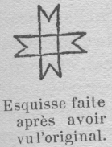 Esquisse faite
après avoir
vu l'original.